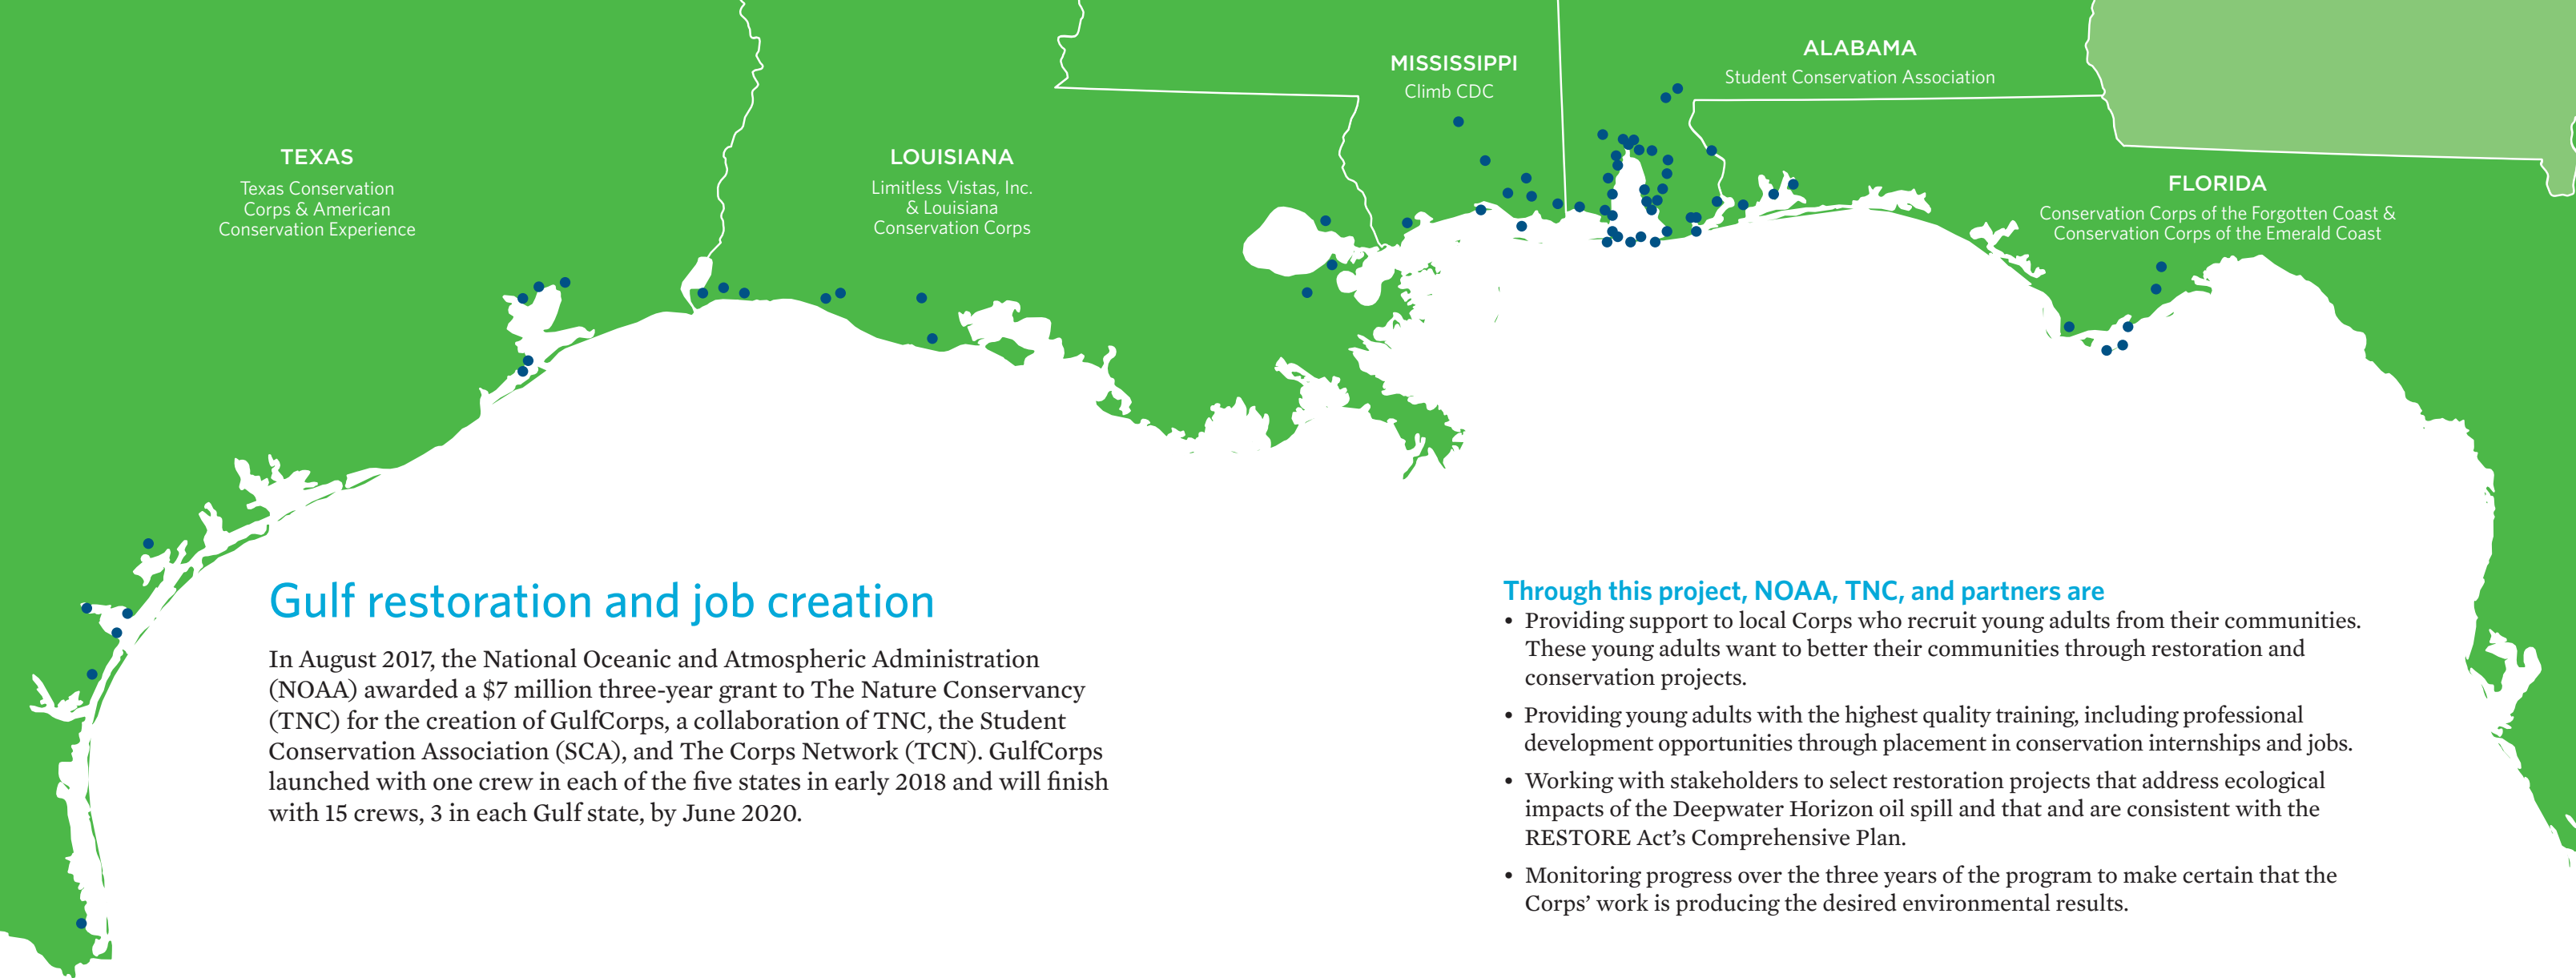 TEXAS
Texas Conservation
Corps & American
Conservation Experience
LOUISIANA
Limitless Vistas, Inc.
& Louisiana
Conservation Corps
MISSISSIPPI
Climb CDC
ALABAMA
Student Conservation Association
FLORIDA
Conservation Corps of the Forgotten Coast &
Conservation Corps of the Emerald Coast
Gulf restoration and job creation
In August 2017, the National Oceanic and Atmospheric Administration
(NOAA) awarded a $7 million three-year grant to The Nature Conservancy
(TNC) for the creation of GulfCorps, a collaboration of TNC, the Student
Conservation Association (SCA), and The Corps Network (TCN). GulfCorps
launched with one crew in each of the five states in early 2018 and will finish
with 15 crews, 3 in each Gulf state, by June 2020.
Through this project, NOAA, TNC, and partners are
• Providing support to local Corps who recruit young adults from their communities.
These young adults want to better their communities through restoration and
conservation projects.
• Providing young adults with the highest quality training, including professional
development opportunities through placement in conservation internships and jobs.
• Working with stakeholders to select restoration projects that address ecological
impacts of the Deepwater Horizon oil spill and that and are consistent with the
RESTORE Act’s Comprehensive Plan.
• Monitoring progress over the three years of the program to make certain that the
Corps’ work is producing the desired environmental results.